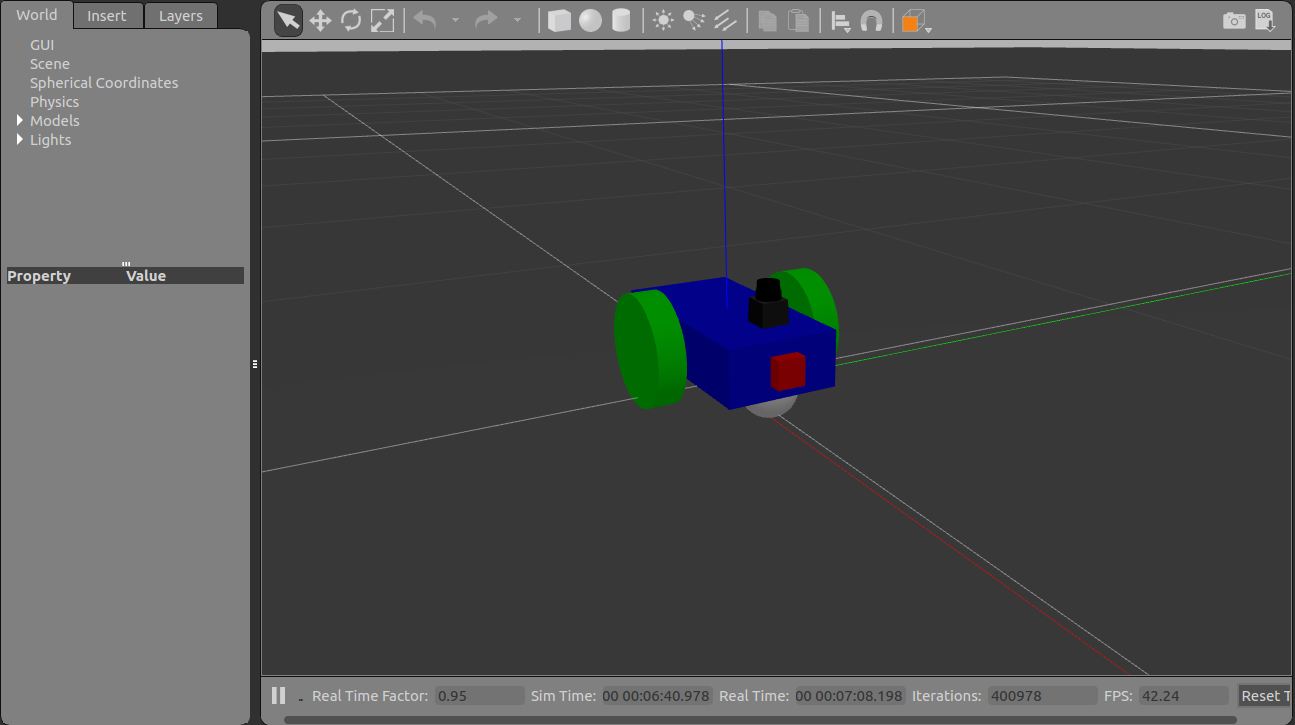 World Insert Layers
LOG
GUI
Scene
Spherical Coordinates
Physics
Models
Lights
Property Value
Real Time Factor: 0.95 Sim Time: 00 00:06:40.978 Real Time: 00 00:07:08.198 Iterations: 400978 FPS: 42.24 Reset T